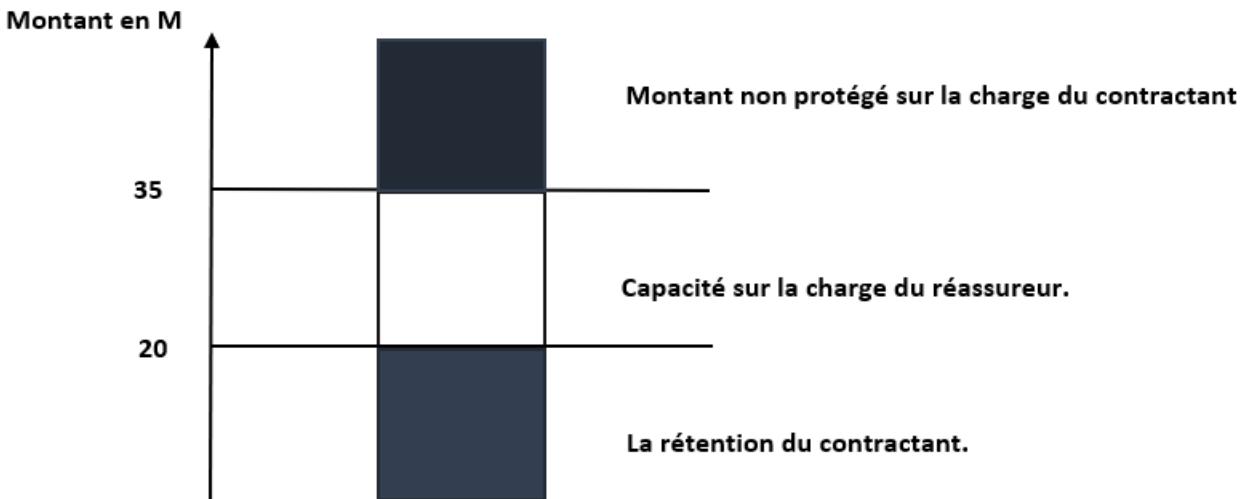 Montant en M
Montant non protégé sur la charge du contractant
35
Capacité sur la charge du réassureur.
20
La rétention du contractant.